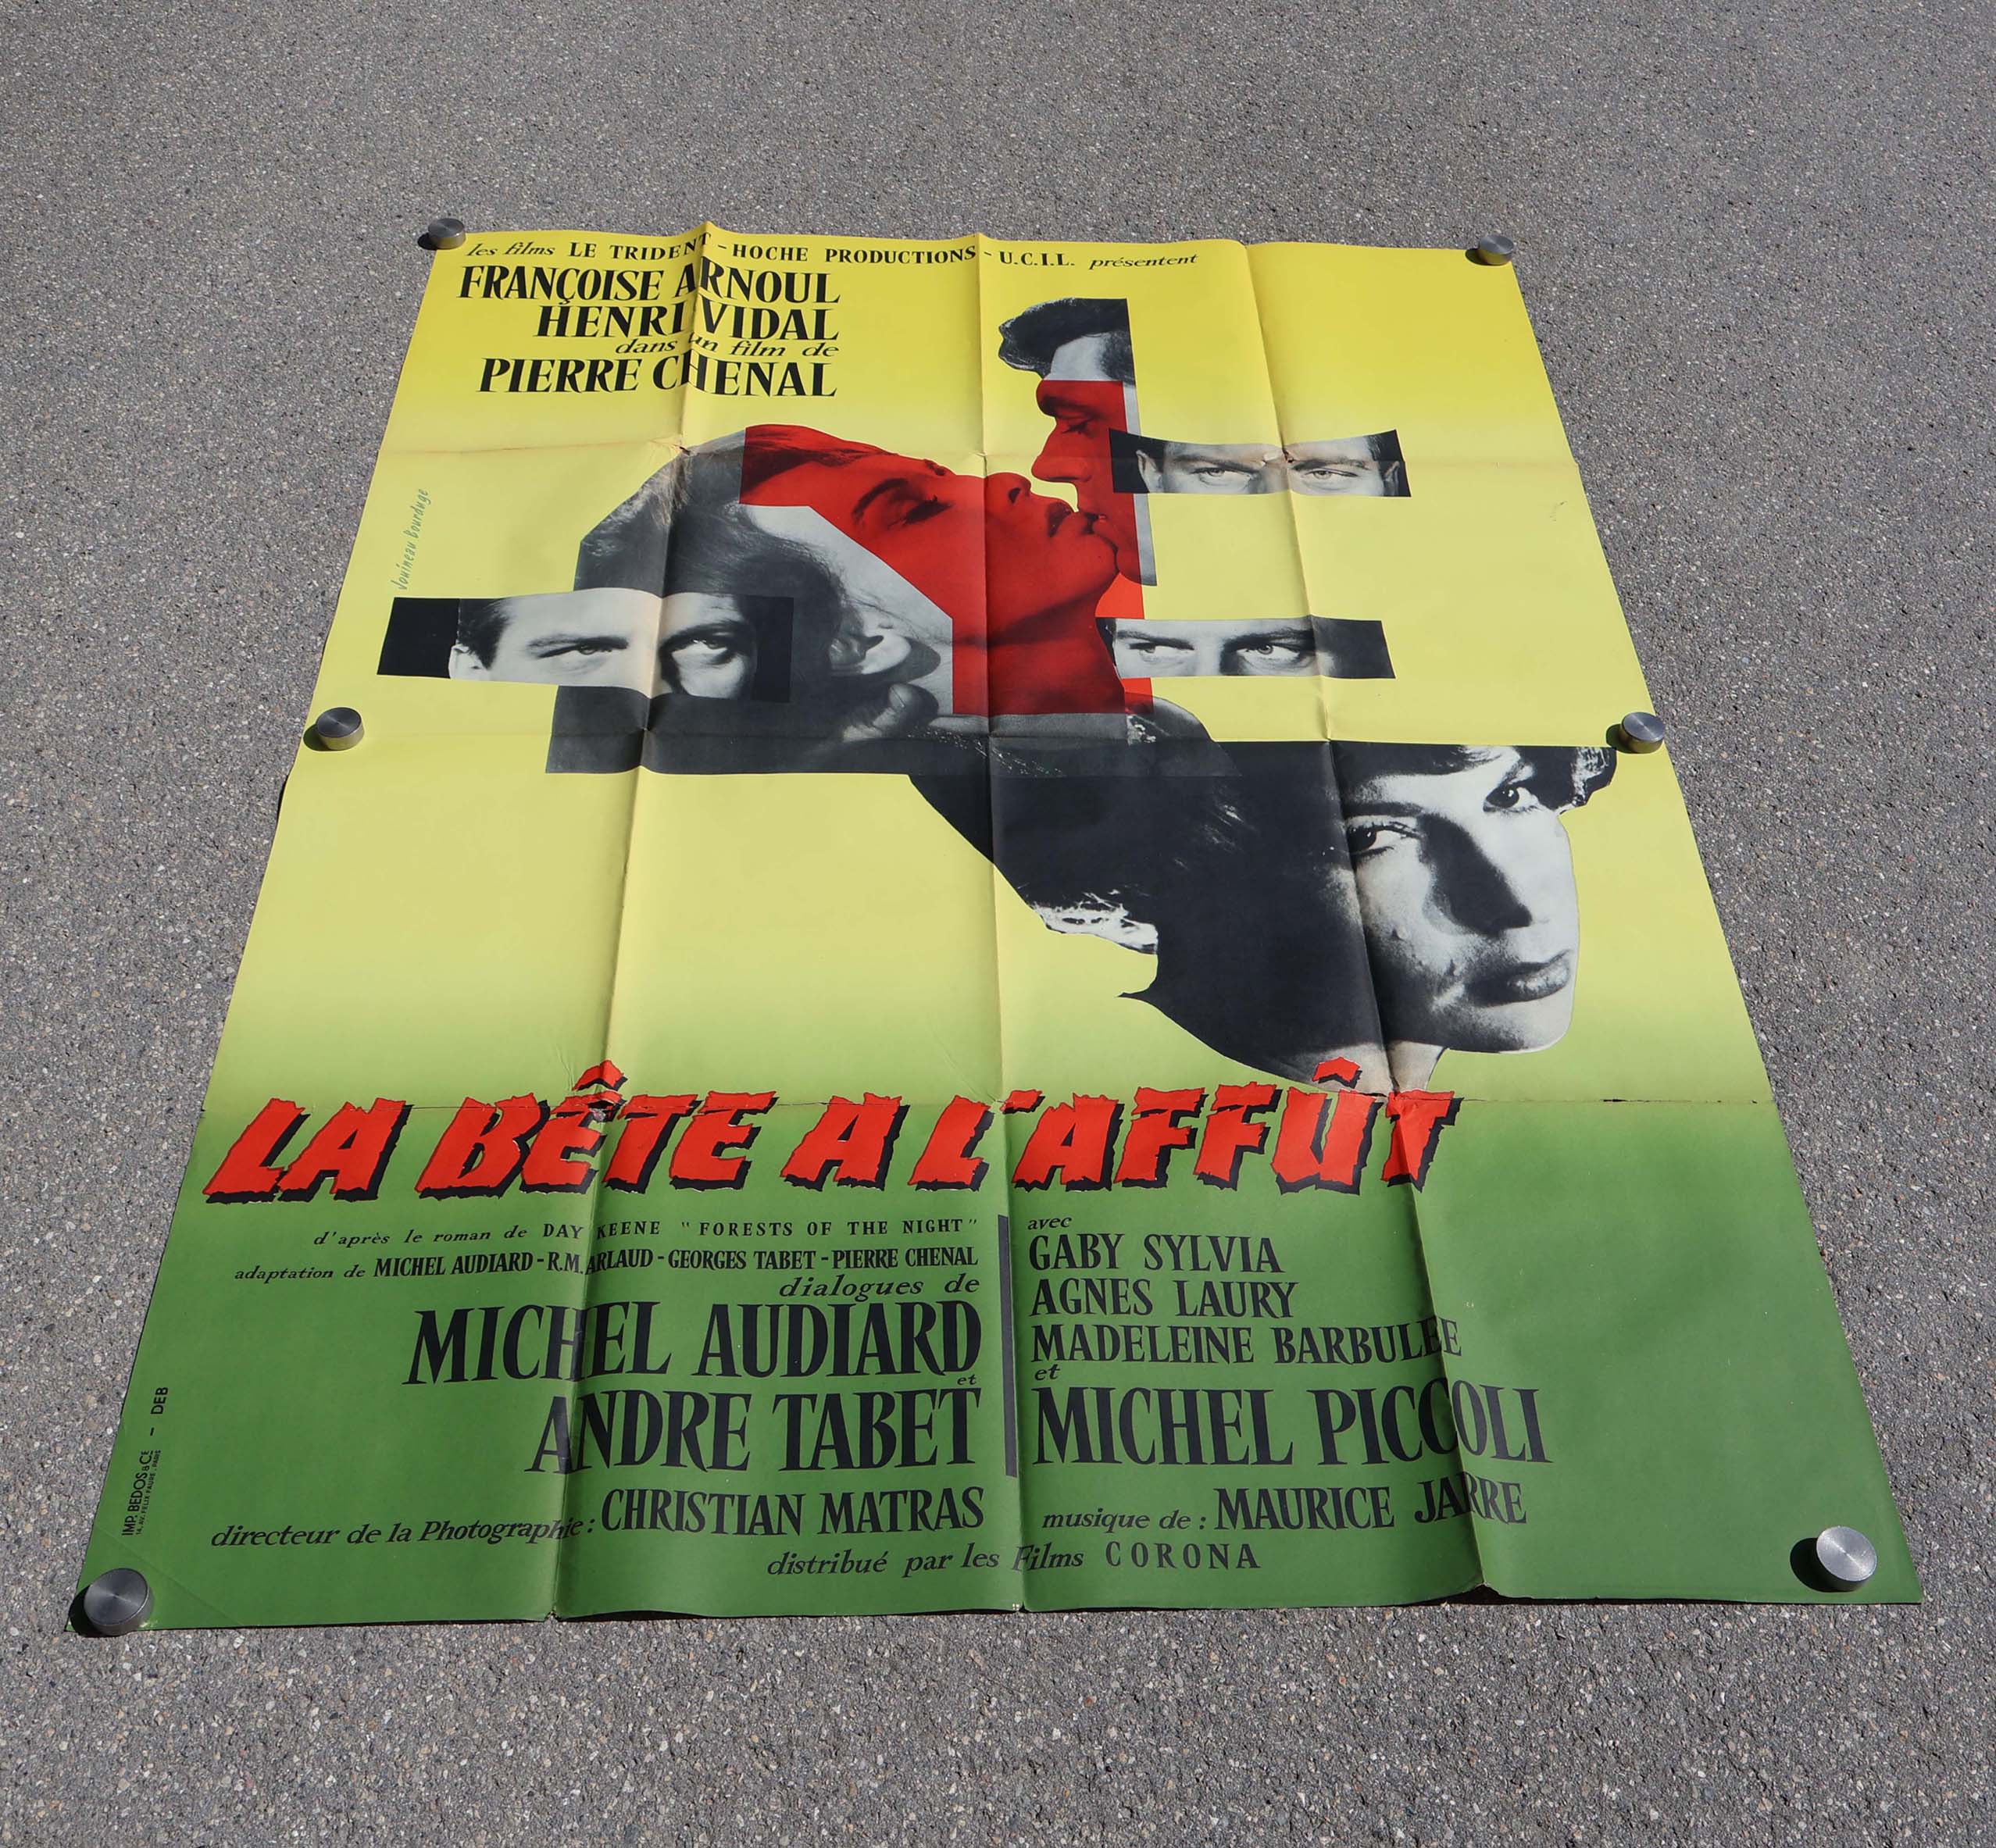 les films LE TRIDENT - HOCHE PRODUCTIONS - U.C.I.L. présentent
FRANÇOISE ARNOUL
HENRI VIDAL
dans un film de
PIERRE CHENAL
Jouineau Bourduge
LA BÊTE A L'AFFÛT
d'après le roman de DAY KEENE "FORESTS OF THE NIGHT"
adaptation de MICHEL AUDIARD - R.M. ARLAUD - GEORGES TABET - PIERRE CHENAL
dialogues de
MICHEL AUDIARD
et
ANDRE TABET
directeur de la Photographie : CHRISTIAN MATRAS
avec
GABY SYLVIA
AGNES LAURY
MADELEINE BARBULEE
et
MICHEL PICCOLI
musique de : MAURICE JARRE
distribué par les Films CORONA
IMP. BEDOS & CIE - DEB